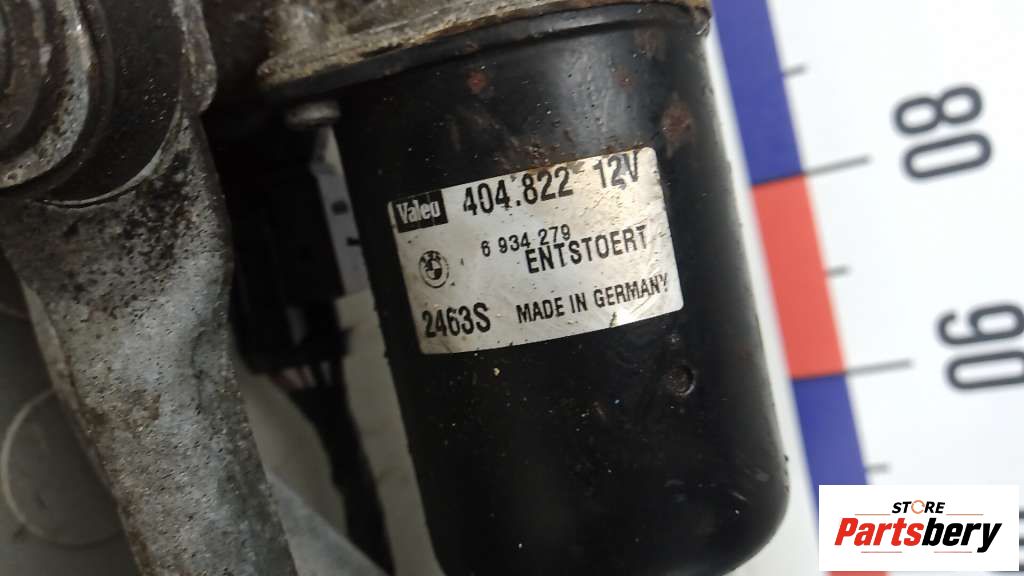 Valeo 404.822 12V
6 934 279
ENTSTOERT
2463S MADE IN GERMANY
80
90
STORE
Partsbery